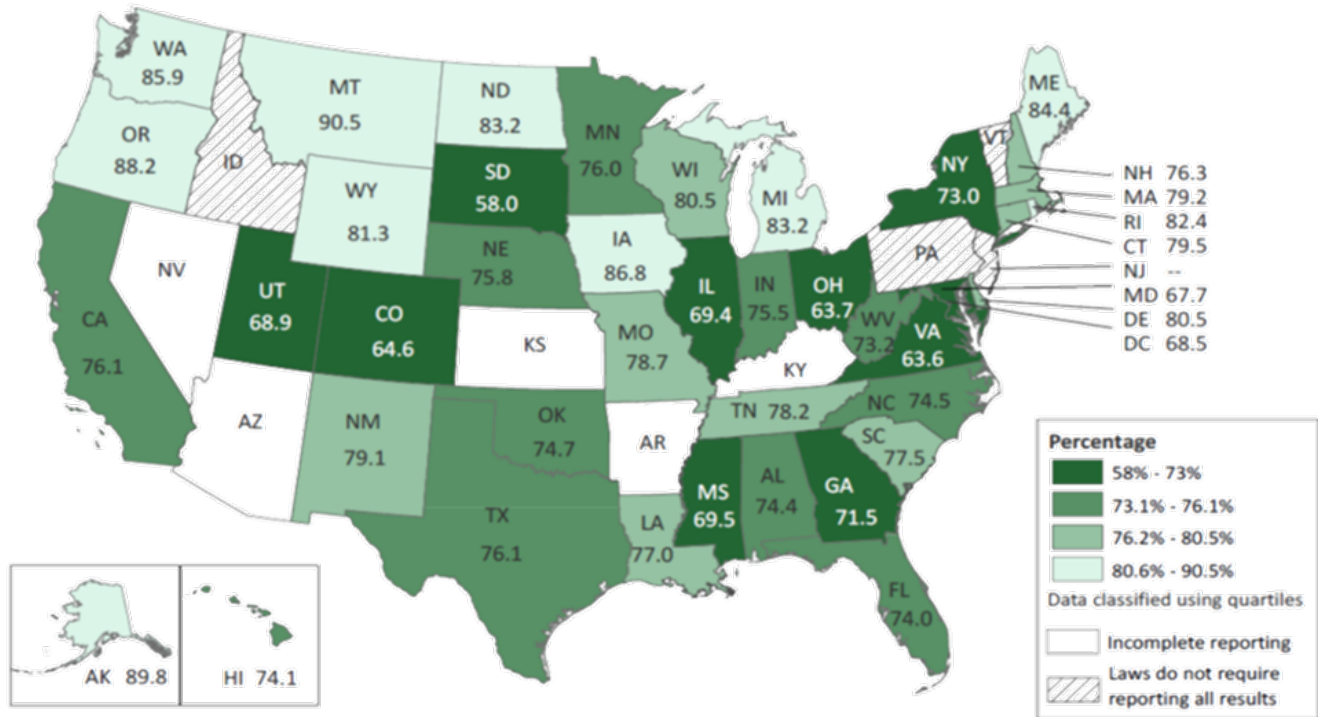 WA
85.9
MT
90.5
ND
83.2
MN
76.0
ME
84.4
OR
88.2
ID
WY
81.3
SD
58.0
WI
80.5
MI
83.2
NY
73.0
VT
NH 76.3
MA 79.2
RI 82.4
CT 79.5
NJ --
MD 67.7
DE 80.5
DC 68.5
NV
NE
75.8
IA
86.8
PA
CA
76.1
UT
68.9
CO
64.6
KS
MO
78.7
IL
69.4
IN
75.5
OH
63.7
WV
73.2
VA
63.6
KY
AZ
NM
79.1
OK
74.7
AR
TN 78.2
NC 74.5
SC
77.5
TX
76.1
LA
77.0
MS
69.5
AL
74.4
GA
71.5
FL
74.0
AK 89.8
HI 74.1
Percentage
58% - 73%
73.1% - 76.1%
76.2% - 80.5%
80.6% - 90.5%
Data classified using quartiles
Incomplete reporting
Laws do not require
reporting all results